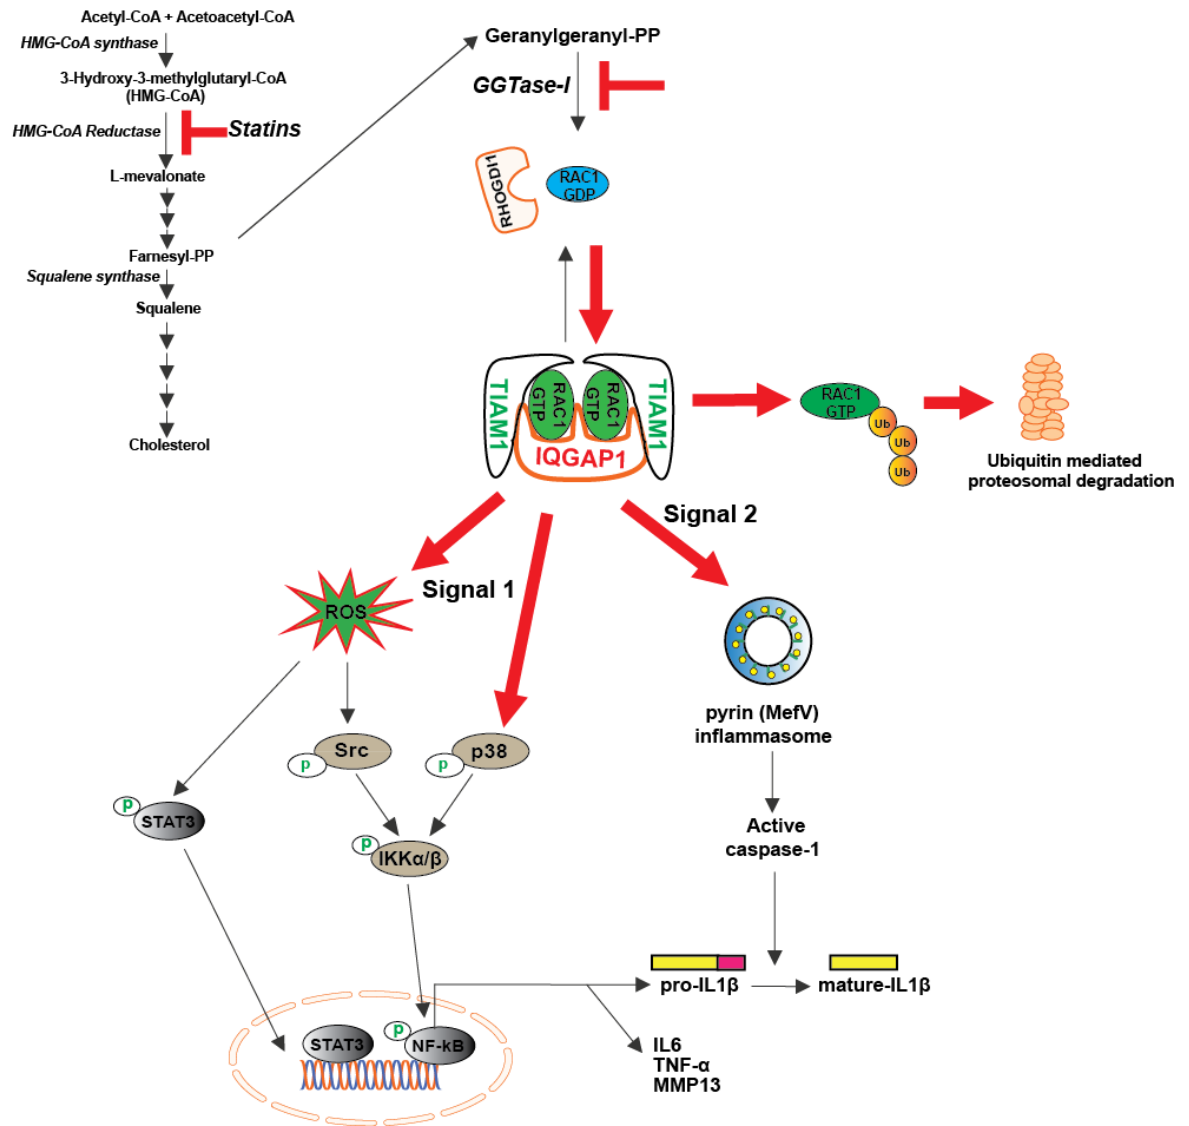 Acetyl-CoA + Acetoacetyl-CoA
HMG-CoA synthase
3-Hydroxy-3-methylglutaryl-CoA
(HMG-CoA)
HMG-CoA Reductase
Statins
L-mevalonate
Farnesyl-PP
Squalene synthase
Squalene
Cholesterol
Geranylgeranyl-PP
GGTase-I
RHOGDI1
RAC1
GDP
TIAM1
RAC1
GTP
RAC1
GTP
TIAM1
IQGAP1
RAC1
GTP
Ub
Ub
Ub
Ubiquitin mediated
proteosomal degradation
Signal 1
Signal 2
ROS
pyrin (MefV)
inflammasome
Src
p
p38
p
p
STAT3
p
IKKα/β
Active
caspase-1
pro-IL1β
mature-IL1β
STAT3
p
NF-kB
IL6
TNF-α
MMP13